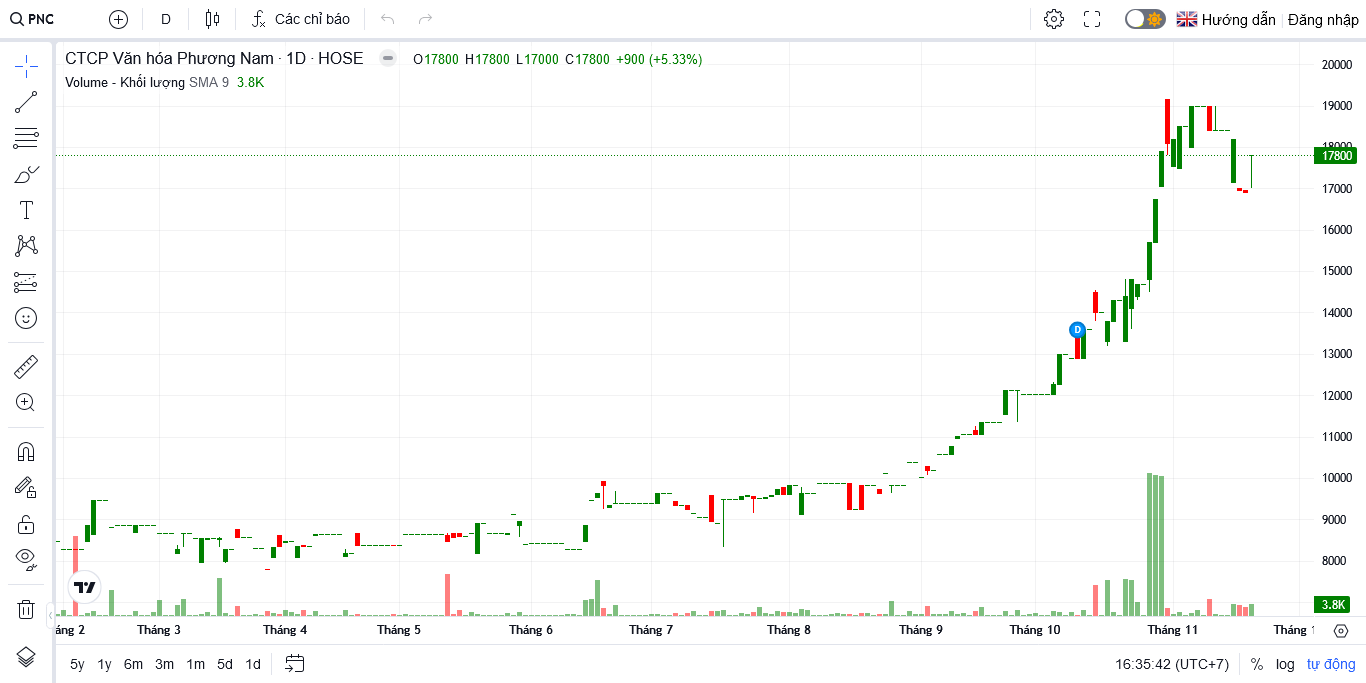 PNC D Các chỉ báo Hướng dẫn Đăng nhập
CTCP Văn hóa Phương Nam · 1D · HOSE O17800 H17800 L17000 C17800 +900 (+5.33%)
Volume - Khối lượng SMA 9 3.8K
20000
19000
18000
17800
17000
16000
15000
14000
D
13000
12000
11000
10000
9000
8000
3.8K
áng 2 Tháng 3 Tháng 4 Tháng 5 Tháng 6 Tháng 7 Tháng 8 Tháng 9 Tháng 10 Tháng 11 Tháng 1
5y 1y 6m 3m 1m 5d 1d 16:35:42 (UTC+7) % log tự động